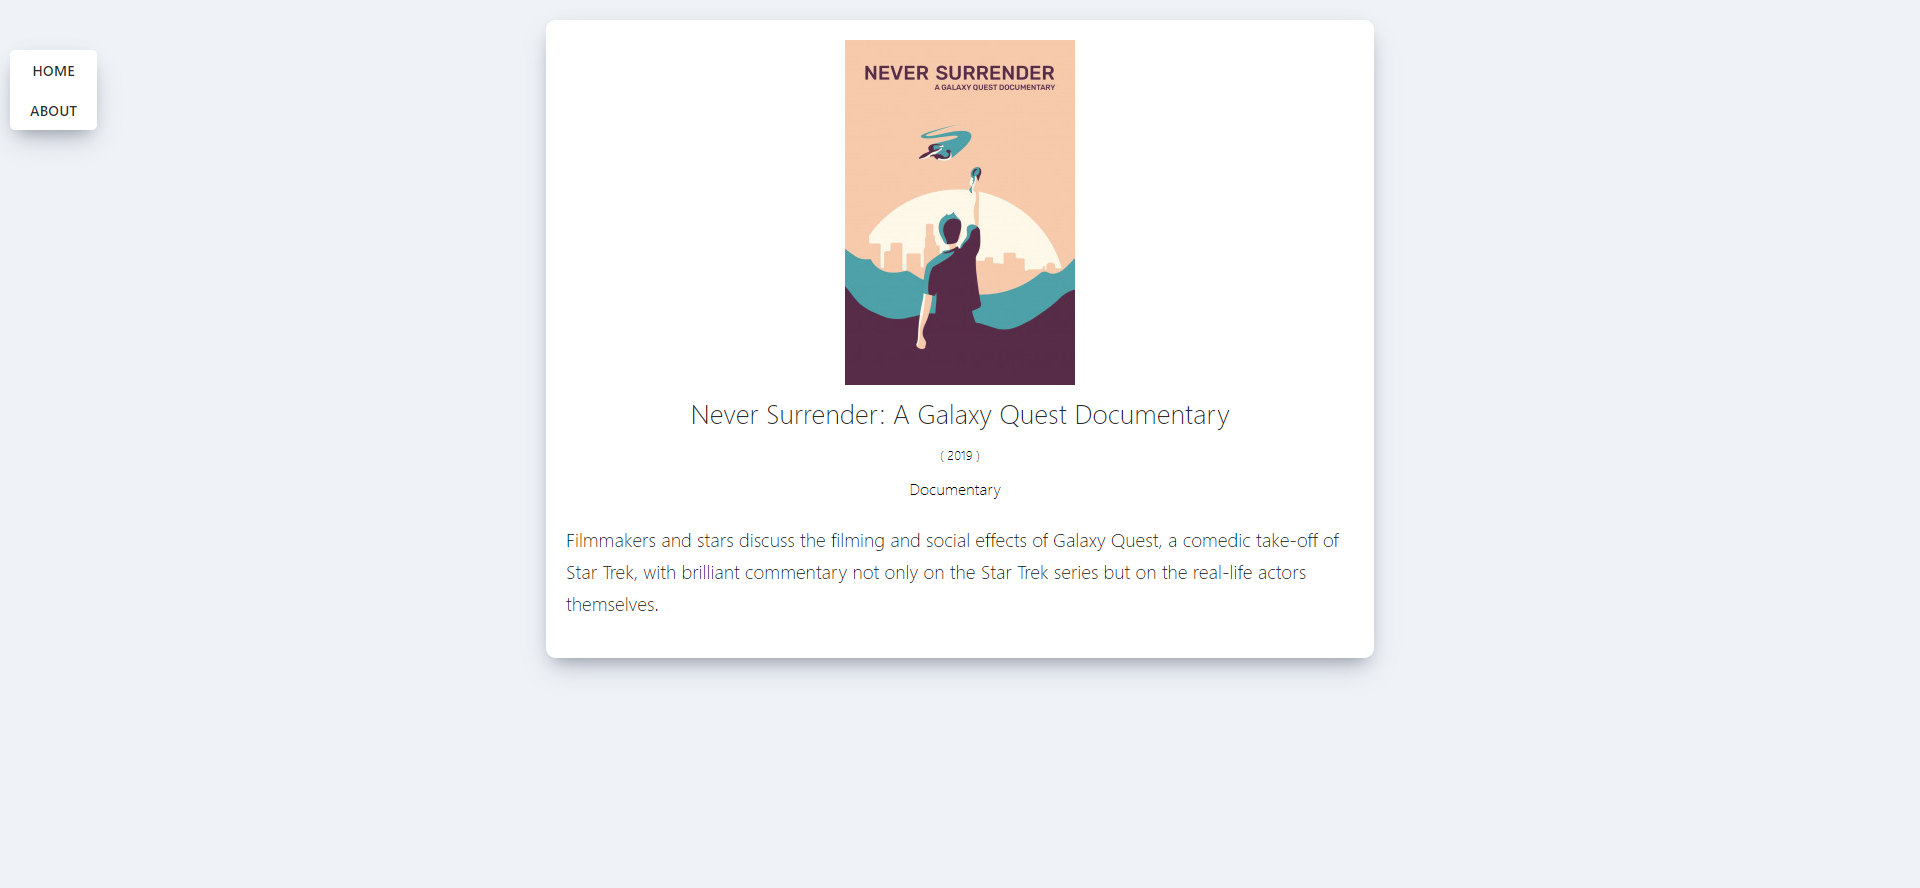 HOME
ABOUT
NEVER SURRENDER
A GALAXY QUEST DOCUMENTARY
Never Surrender: A Galaxy Quest Documentary
( 2019 )
Documentary
Filmmakers and stars discuss the filming and social effects of Galaxy Quest, a comedic take-off of
Star Trek, with brilliant commentary not only on the Star Trek series but on the real-life actors
themselves.